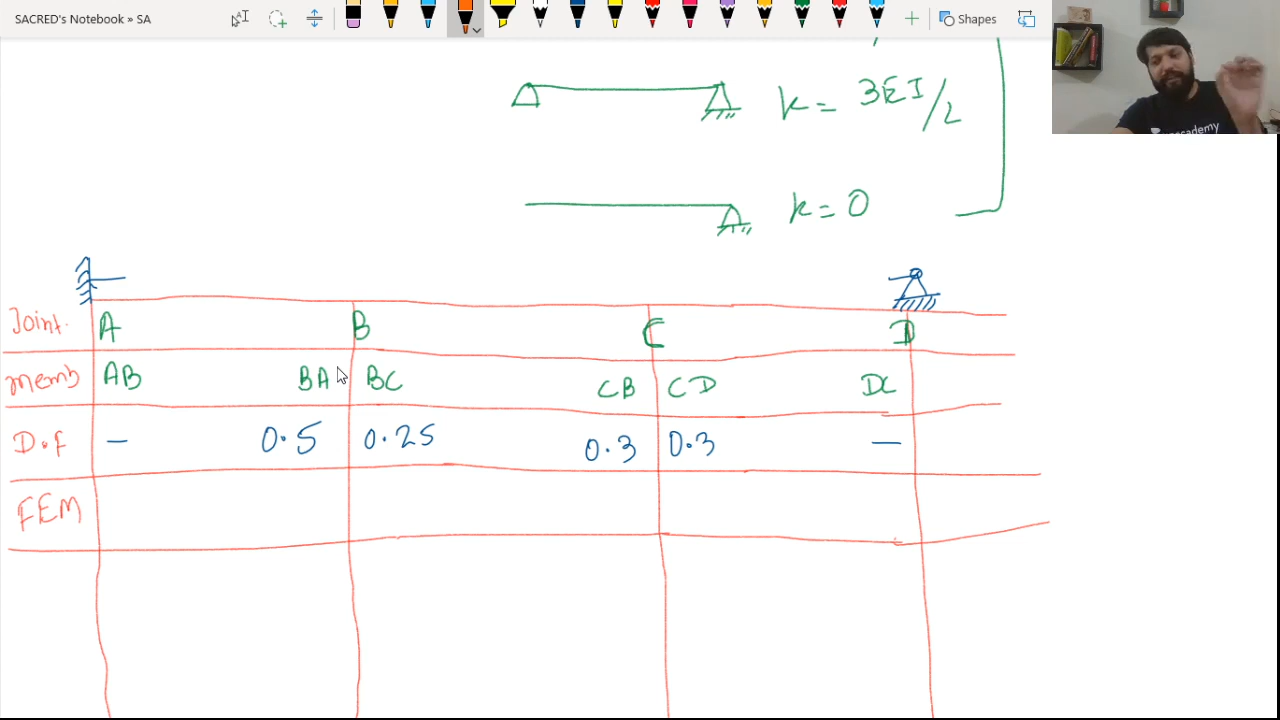 SACRED's Notebook » SA
Shapes
k = 3EI/L
k = 0
Joint. A B C D
Memb AB BA BC CB CD DC
D.f — 0.5 0.25 0.3 0.3 —
FEM